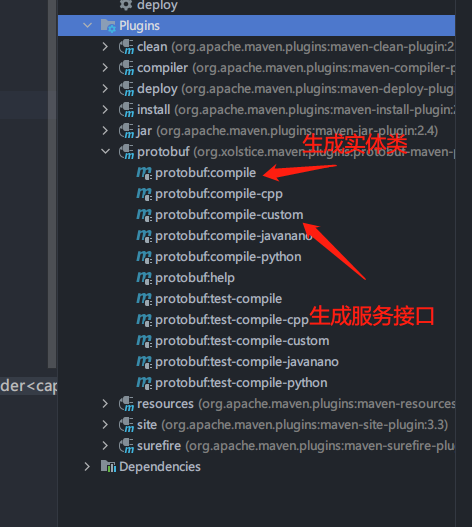 deploy
Plugins
clean (org.apache.maven.plugins:maven-clean-plugin:2
compiler (org.apache.maven.plugins:maven-compiler-p
deploy (org.apache.maven.plugins:maven-deploy-plug
install (org.apache.maven.plugins:maven-install-plugin:2
jar (org.apache.maven.plugins:maven-jar-plugin:2.4)
生成实体类
protobuf (org.xolstice.maven.plugins:protobuf-maven-p
protobuf:compile
protobuf:compile-cpp
protobuf:compile-custom
protobuf:compile-javanano
protobuf:compile-python
protobuf:help
protobuf:test-compile
protobuf:test-compile-cpp
生成服务接口
protobuf:test-compile-custom
protobuf:test-compile-javanano
der<cap
protobuf:test-compile-python
resources (org.apache.maven.plugins:maven-resources
site (org.apache.maven.plugins:maven-site-plugin:3.3)
surefire (org.apache.maven.plugins:maven-surefire-plu
Dependencies